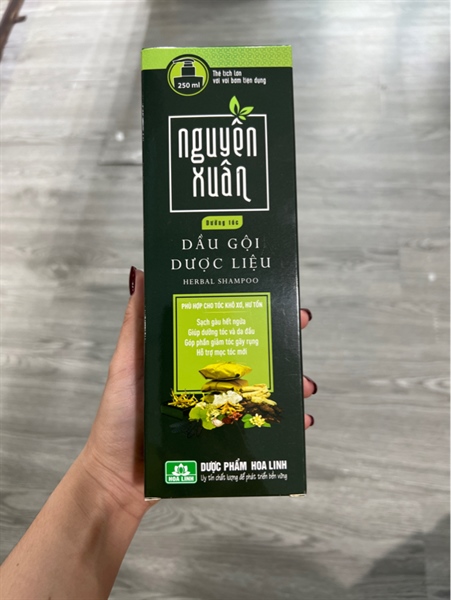 250 ml
Thể tích lớn
với vòi bơm tiện dụng
nguyên
xuân
Dưỡng tóc
DẦU GỘI
DƯỢC LIỆU
HERBAL SHAMPOO
PHÙ HỢP CHO TÓC KHÔ XƠ, HƯ TỔN
Sạch gàu hết ngứa
Giúp dưỡng tóc và da đầu
Góp phần giảm tóc gãy rụng
Hỗ trợ mọc tóc mới
HOA LINH
DƯỢC PHẨM HOA LINH
Uy tín chất lượng để phát triển bền vững